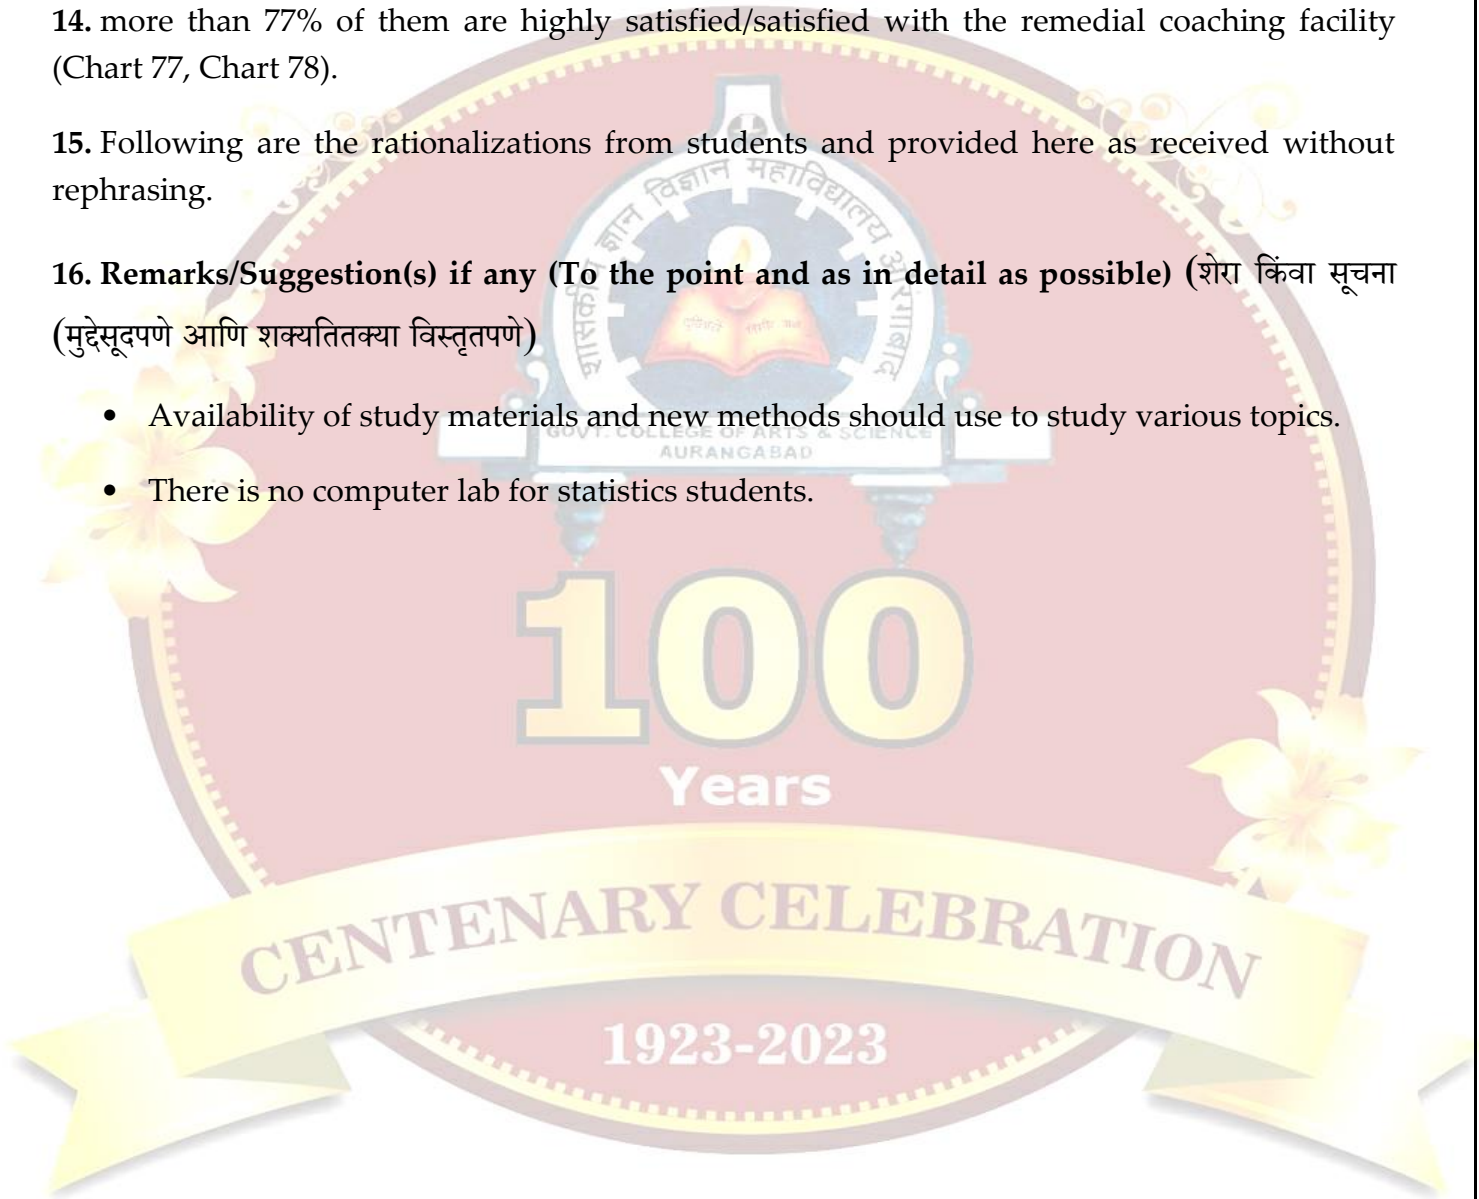 14. more than 77% of them are highly satisfied/satisfied with the remedial coaching facility
(Chart 77, Chart 78).
15. Following are the rationalizations from students and provided here as received without
rephrasing.
16. Remarks/Suggestion(s) if any (To the point and as in detail as possible) (शेरा किंवा सूचना
(मुद्देसूदपणे आणि शक्यतितक्या विस्तृतपणे)
• Availability of study materials and new methods should use to study various topics.
• There is no computer lab for statistics students.
शासकीय ज्ञान विज्ञान महाविद्यालय औरंगाबाद
GOVT. COLLEGE OF ARTS & SCIENCE
AURANGABAD
100
Years
CENTENARY CELEBRATION
1923-2023